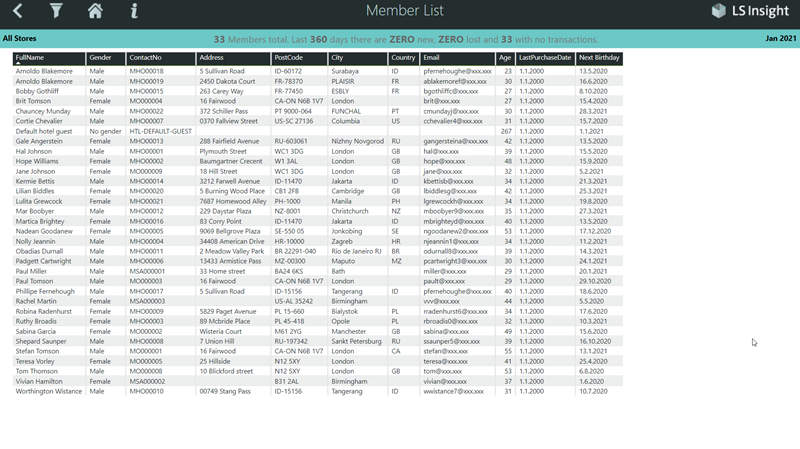 Member List
LS Insight
All Stores
33 Members total. Last 360 days there are ZERO new, ZERO lost and 33 with no transactions.
Jan 2021
FullName Gender ContactNo Address PostCode City Country Email Age LastPurchaseDate Next Birthday
Arnoldo Blakemore Male MHO00018 5 Sullivan Road ID-60172 Surabaya ID pfernehoughe@xxx.xxx 23 1.1.2000 13.5.2020
Arnoldo Blakemore Male MHO00019 2450 Dakota Court FR-78370 PLAISIR FR ablakemoref@xxx.xxx 30 1.1.2000 16.6.2020
Bobby Gothliff Male MHO00015 263 Carey Way FR-77450 ESBLY FR bgothliffc@xxx.xxx 27 1.1.2000 8.10.2020
Brit Tomson Female MO000004 16 Fairwood CA-ON N6B 1V7 London brit@xxx.xxx 27 1.1.2000 15.4.2020
Chauncey Munday Male MHO00022 372 Schiller Pass PT 9000-064 FUNCHAL PT cmundayj@xxx.xxx 30 1.1.2000 28.3.2021
Cortie Chevalier Male MHO00007 0370 Fallview Street US-SC 27136 Columbia US cchevalier4@xxx.xxx 31 1.1.2000 15.7.2020
Default hotel guest No gender HTL-DEFAULT-GUEST 267 1.1.2000 1.1.2021
Gale Angerstein Female MHO00013 288 Fairfield Avenue RU-603061 Nizhny Novgorod RU gangersteina@xxx.xxx 42 1.1.2000 13.5.2020
Hal Johnson Male MHO00001 Plymouth Street WC1 3DG London GB hal@xxx.xxx 39 1.1.2000 15.5.2020
Hope Williams Female MHO00002 Baumgartner Crecent W1 3AL London GB hope@xxx.xxx 48 1.1.2000 15.9.2020
Jane Johnson Female MO000009 18 Hill Street WC1 3DG London GB jane@xxx.xxx 32 1.1.2000 5.2.2021
Kermie Bettis Male MHO00014 3212 Farwell Avenue ID-11470 Jakarta ID kbettisb@xxx.xxx 34 1.1.2000 21.3.2021
Lilian Biddles Female MHO00020 5 Burning Wood Place CB1 2FB Cambridge GB lbiddlesg@xxx.xxx 42 1.1.2000 25.3.2021
Lulita Grewcock Female MHO00021 7687 Homewood Alley PH-1000 Manila PH lgrewcockh@xxx.xxx 34 1.1.2000 19.8.2020
Mar Boobyer Male MHO00012 229 Daystar Plaza NZ-8001 Christchurch NZ mboobyer9@xxx.xxx 35 1.1.2000 27.3.2021
Martica Brightey Female MHO00016 83 Corry Point ID-11470 Jakarta ID mbrighteyd@xxx.xxx 40 1.1.2000 13.5.2020
Nadean Goodenew Female MHO00005 9069 Bellgrove Plaza SE-550 05 Jonkobing SE ngoodanew2@xxx.xxx 53 1.1.2000 17.12.2020
Nolly Jeannin Male MHO00004 34408 American Drive HR-10000 Zagreb HR njeannin1@xxx.xxx 34 1.1.2000 11.2.2021
Obadias Durnall Male MHO00011 2 Meadow Valley Park BR 22291-040 Rio de Janeiro RJ BR odurnall8@xxx.xxx 39 1.1.2000 14.3.2021
Padgett Cartwright Male MHO00006 13433 Armistice Pass MZ-00300 Maputo MZ pcartwright3@xxx.xxx 30 1.1.2000 24.1.2021
Paul Miller Male MSA000001 33 Home street BA24 6KS Bath miller@xxx.xxx 29 1.1.2000 20.1.2021
Paul Tomson Male MO000003 16 Fairwood CA-ON N6B 1V7 London pault@xxx.xxx 29 1.1.2000 29.10.2020
Phillipe Fernehough Male MHO00017 5 Sullivan Road ID-15156 Tangerang ID pfernehoughe@xxx.xxx 40 1.1.2000 18.6.2020
Rachel Martin Female MSA000003 US-AL 35242 Birmingham vvv@xxx.xxx 44 1.1.2000 5.5.2020
Robina Radenhurst Female MHO00009 5829 Paget Avenue PL 15-660 Bialystok PL rradenhurst6@xxx.xxx 34 1.1.2000 17.6.2020
Ruthy Broadis Female MHO00003 89 Mcbride Place PL 45-418 Opole PL rbroadis0@xxx.xxx 32 1.1.2000 10.3.2021
Sabina Garcia Female MO000002 Wisteria Court M61 2YG Manchester GB sabina@xxx.xxx 49 1.1.2000 15.6.2020
Shepard Saunper Male MHO00008 7 Union Hill RU-197342 Sankt Petersburg RU ssaunper5@xxx.xxx 39 1.1.2000 16.10.2020
Stefan Tomson Male MO000001 16 Fairwood CA-ON N6B 1V7 London CA stefan@xxx.xxx 55 1.1.2000 13.1.2021
Teresa Vorley Female MO000005 25 Hillside N12 5XY London teresa@xxx.xxx 41 1.1.2000 25.4.2020
Tom Thomson Male MO000008 10 Blickford street N12 5XY London GB tom@xxx.xxx 53 1.1.2000 6.8.2020
Vivian Hamilton Female MSA000002 B31 2AL Birmingham vivian@xxx.xxx 37 1.1.2000 1.6.2020
Worthington Wistance Male MHO00010 00749 Stang Pass ID-15156 Tangerang ID wwistance7@xxx.xxx 31 1.1.2000 10.7.2020